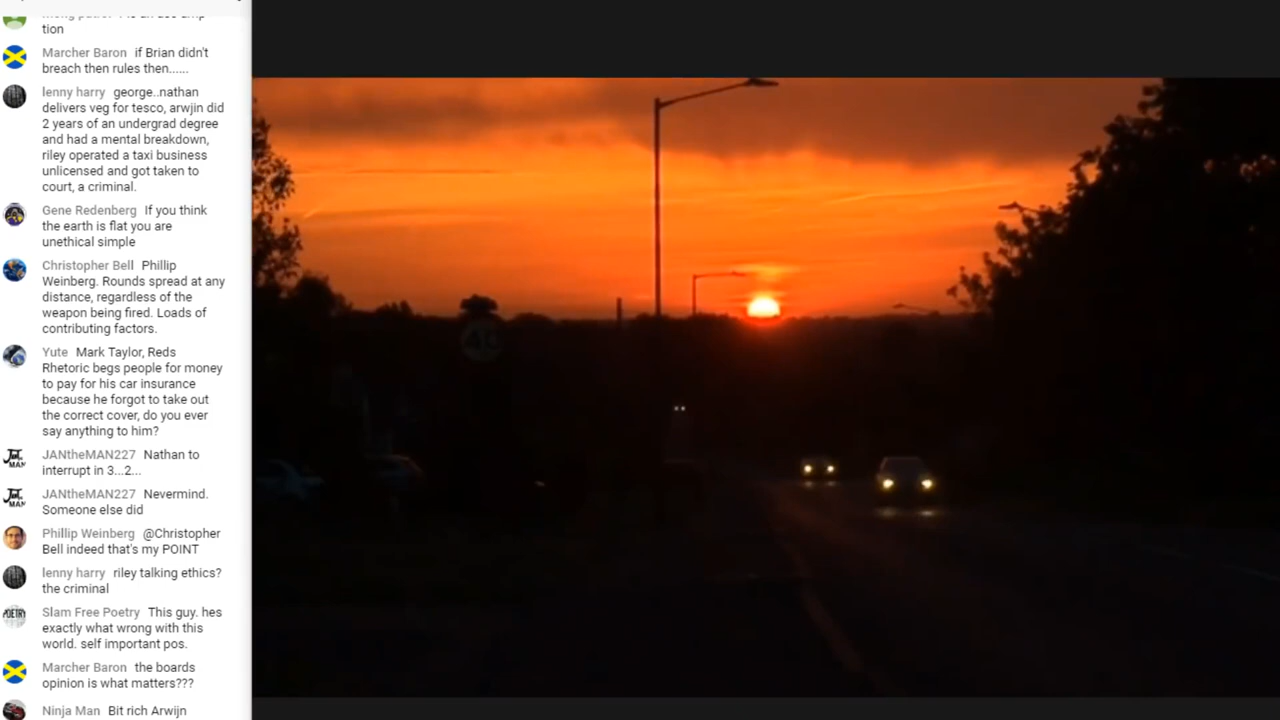 tion
Marcher Baron if Brian didn't
breach then rules then......
lenny harry george..nathan
delivers veg for tesco, arwjin did
2 years of an undergrad degree
and had a mental breakdown,
riley operated a taxi business
unlicensed and got taken to
court, a criminal.
Gene Redenberg If you think
the earth is flat you are
unethical simple
Christopher Bell Phillip
Weinberg. Rounds spread at any
distance, regardless of the
weapon being fired. Loads of
contributing factors.
Yute Mark Taylor, Reds
Rhetoric begs people for money
to pay for his car insurance
because he forgot to take out
the correct cover, do you ever
say anything to him?
JANtheMAN227 Nathan to
interrupt in 3...2...
JANtheMAN227 Nevermind.
Someone else did
Phillip Weinberg @Christopher
Bell indeed that's my POINT
lenny harry riley talking ethics?
the criminal
POETRY
Slam Free Poetry This guy. hes
exactly what wrong with this
world. self important pos.
Marcher Baron the boards
opinion is what matters???
Ninja Man Bit rich Arwijn
40